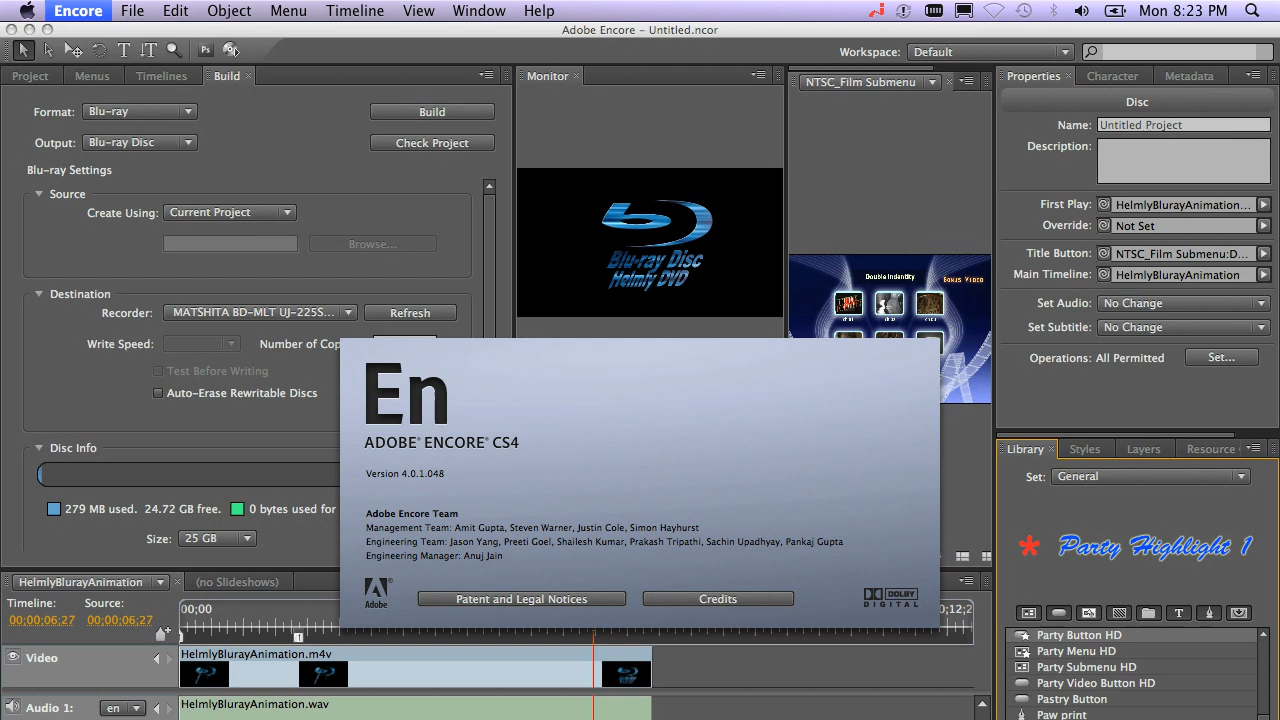 Encore File Edit Object Menu Timeline View Window Help Mon 8:23 PM
Adobe Encore – Untitled.ncor
Ps
Workspace: Default
Project Menus Timelines Build
Monitor
NTSC_Film Submenu
Properties Character Metadata
Format: Blu-ray
Build
Output: Blu-ray Disc
Check Project
Blu-ray Settings
Source
Create Using: Current Project
Browse...
Destination
Recorder: MATSHITA BD-MLT UJ-225S...
Refresh
Write Speed:
Number of Cop
Test Before Writing
Auto-Erase Rewritable Discs
Disc Info
279 MB used. 24.72 GB free. 0 bytes used for
Size: 25 GB
Blu-ray Disc
Helmly DVD
Double Indentity
Bonus Video
Disc
Name: Untitled Project
Description:
First Play: HelmlyBlurayAnimation...
Override: Not Set
Title Button: NTSC_Film Submenu:D...
Main Timeline: HelmlyBlurayAnimation
Set Audio: No Change
Set Subtitle: No Change
Operations: All Permitted
Set...
En
ADOBE® ENCORE® CS4
Version 4.0.1.048
Adobe Encore Team
Management Team: Amit Gupta, Steven Warner, Justin Cole, Simon Hayhurst
Engineering Team: Jason Yang, Preeti Goel, Shailesh Kumar, Prakash Tripathi, Sachin Upadhyay, Pankaj Gupta
Engineering Manager: Anuj Jain
Adobe
Patent and Legal Notices
Credits
DOLBY
DIGITAL
Library Styles Layers Resource
Set: General
* Party Highlight 1
T
Party Button HD
Party Menu HD
Party Submenu HD
Party Video Button HD
Pastry Button
Paw print
HelmlyBlurayAnimation
(no Slideshows)
Timeline: Source:
00;00;06;27 00;00;06;27
00;00
0;12;2
1
Video
HelmlyBlurayAnimation.m4v
Audio 1: en
HelmlyBlurayAnimation.wav